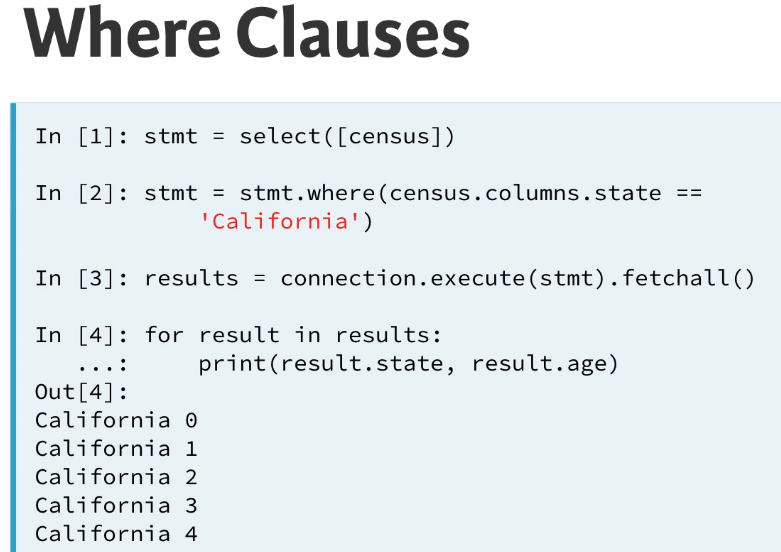 Where Clauses
In [1]: stmt = select([census])
In [2]: stmt = stmt.where(census.columns.state ==
'California')
In [3]: results = connection.execute(stmt).fetchall()
In [4]: for result in results:
...: print(result.state, result.age)
Out[4]:
California 0
California 1
California 2
California 3
California 4